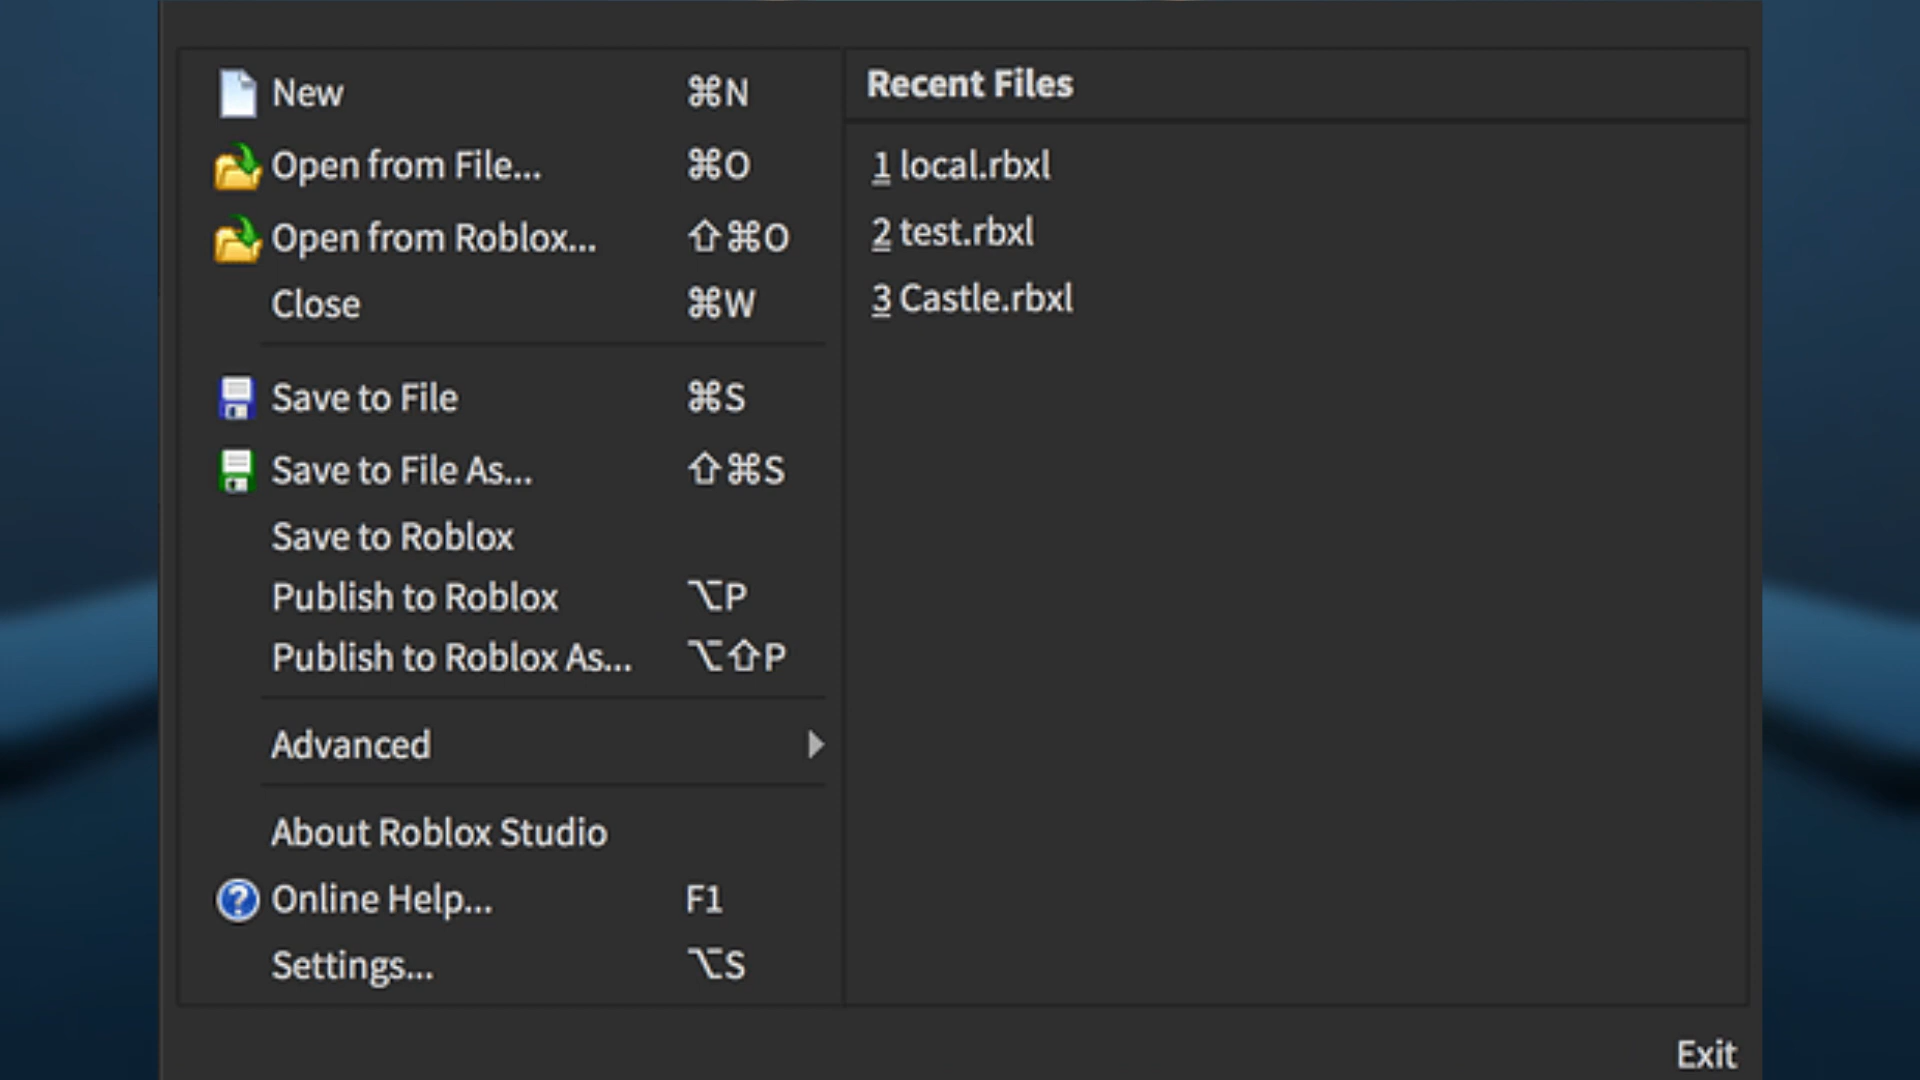 New ⌘N
Open from File... ⌘O
Open from Roblox... ⇧⌘O
Close ⌘W
Save to File ⌘S
Save to File As... ⇧⌘S
Save to Roblox
Publish to Roblox ⌥P
Publish to Roblox As... ⌥⇧P
Advanced
About Roblox Studio
Online Help... F1
Settings... ⌥S
Recent Files
1 local.rbxl
2 test.rbxl
3 Castle.rbxl
Exit